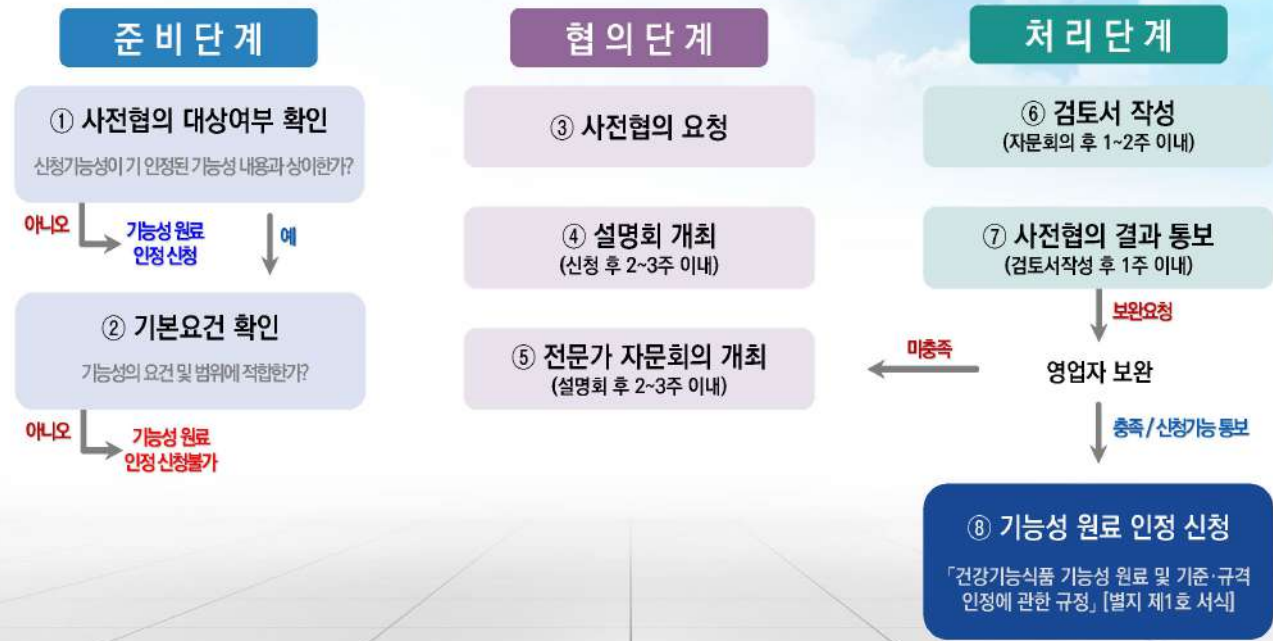 준비단계
① 사전협의 대상여부 확인
신청기능성이 기 인정된 기능성 내용과 상이한가?
아니오
기능성 원료
인정 신청
예
② 기본요건 확인
기능성의 요건 및 범위에 적합한가?
아니오
기능성 원료
인정 신청불가
협의단계
③ 사전협의 요청
④ 설명회 개최
(신청 후 2~3주 이내)
⑤ 전문가 자문회의 개최
(설명회 후 2~3주 이내)
처리단계
⑥ 검토서 작성
(자문회의 후 1~2주 이내)
⑦ 사전협의 결과 통보
(검토서작성 후 1주 이내)
보완요청
미충족
영업자 보완
충족 / 신청가능 통보
⑧ 기능성 원료 인정 신청
「건강기능식품 기능성 원료 및 기준·규격
인정에 관한 규정」 [별지 제1호 서식]